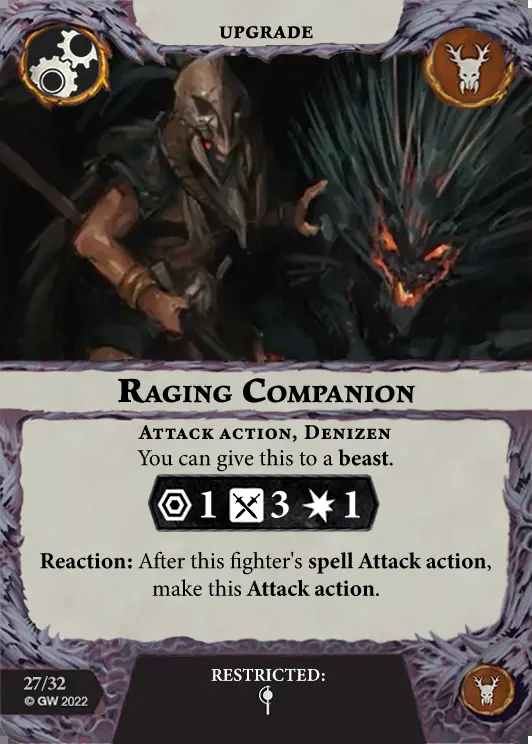 UPGRADE
RAGING COMPANION
ATTACK ACTION, DENIZEN
You can give this to a beast.
1 3 1
Reaction: After this fighter's spell Attack action,
make this Attack action.
RESTRICTED:
27/32
© GW 2022